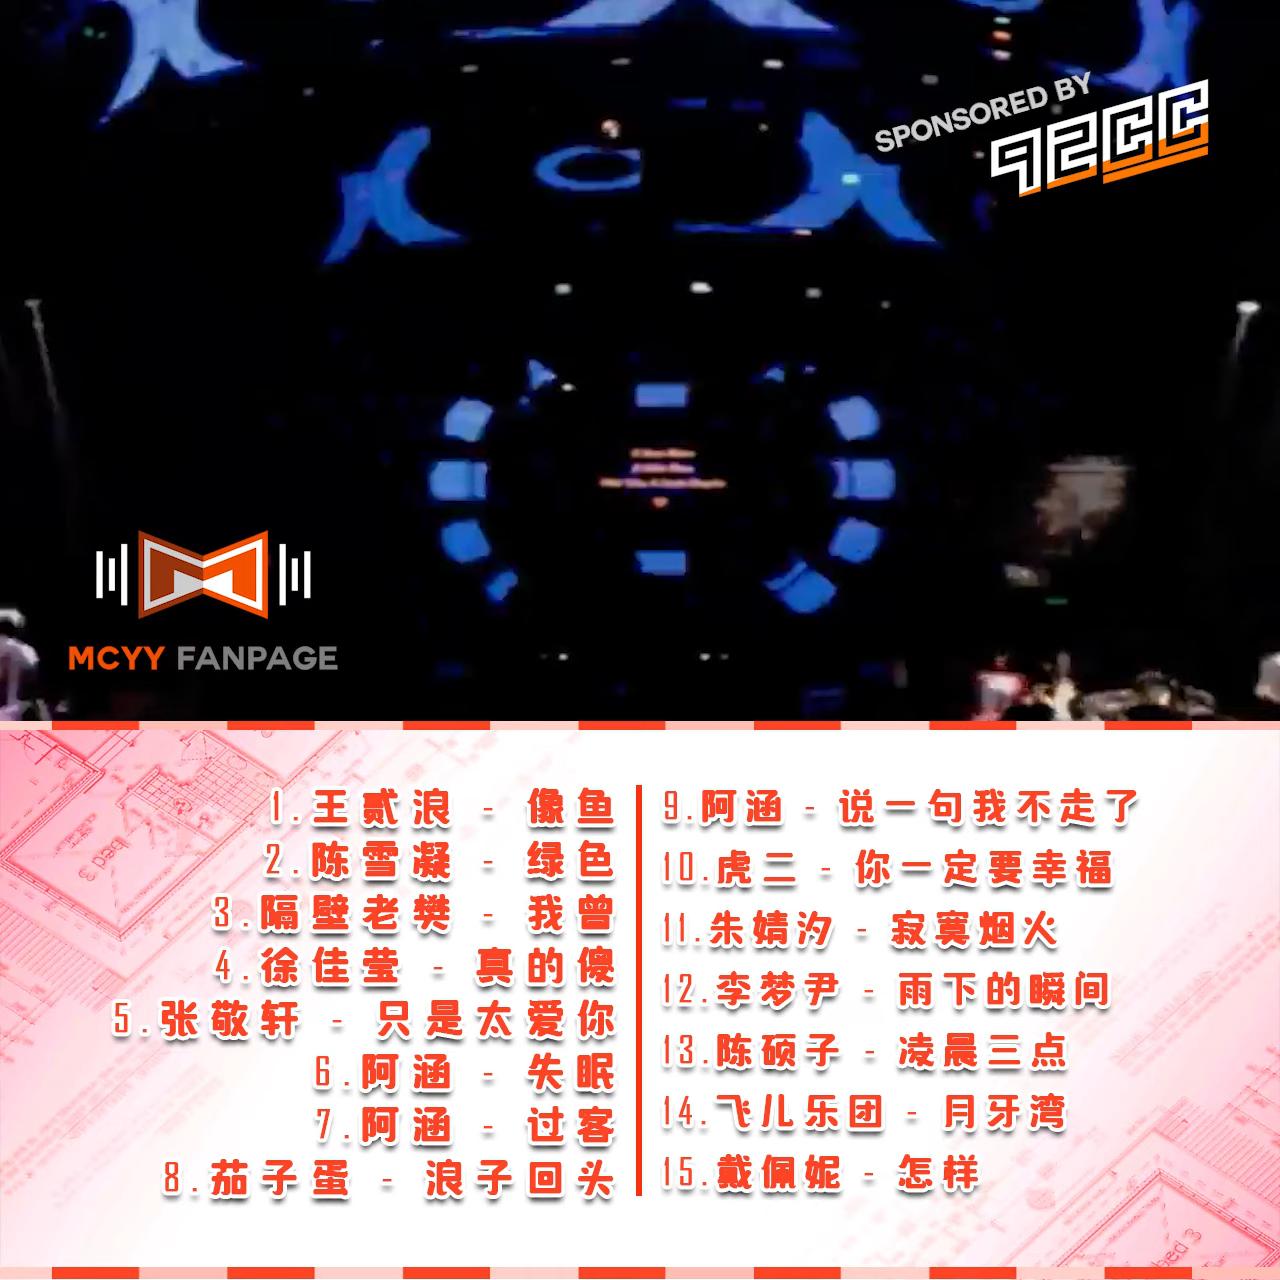 SPONSORED BY
92CC
MCYY FANPAGE
1.王贰浪 - 像鱼
2.陈雪凝 - 绿色
3.隔壁老樊 - 我曾
4.徐佳莹 - 真的傻
5.张敬轩 - 只是太爱你
6.阿涵 - 失眠
7.阿涵 - 过客
8.茄子蛋 - 浪子回头
9.阿涵 - 说一句我不走了
10.虎二 - 你一定要幸福
11.朱婧汐 - 寂寞烟火
12.李梦尹 - 雨下的瞬间
13.陈硕子 - 凌晨三点
14.飞儿乐团 - 月牙湾
15.戴佩妮 - 怎样